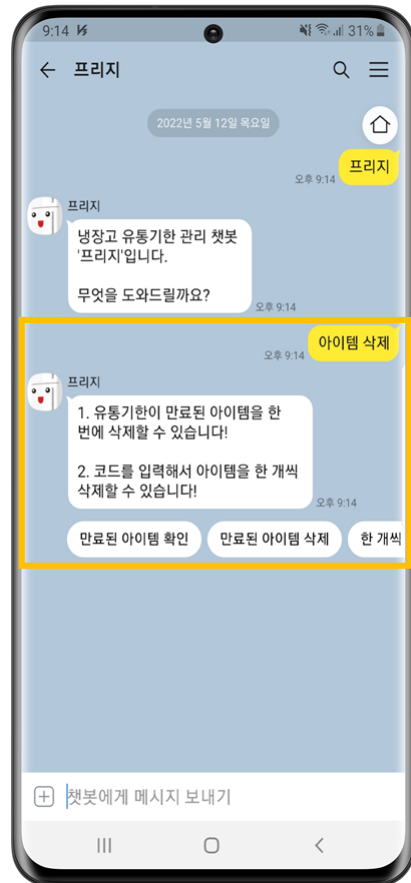 9:14
31%
프리지
2022년 5월 12일 목요일
프리지
오후 9:14
프리지
냉장고 유통기한 관리 챗봇
'프리지'입니다.
무엇을 도와드릴까요?
오후 9:14
아이템 삭제
오후 9:14
프리지
1. 유통기한이 만료된 아이템을 한
번에 삭제할 수 있습니다!
2. 코드를 입력해서 아이템을 한 개씩
삭제할 수 있습니다!
오후 9:14
만료된 아이템 확인
만료된 아이템 삭제
한 개씩
챗봇에게 메시지 보내기